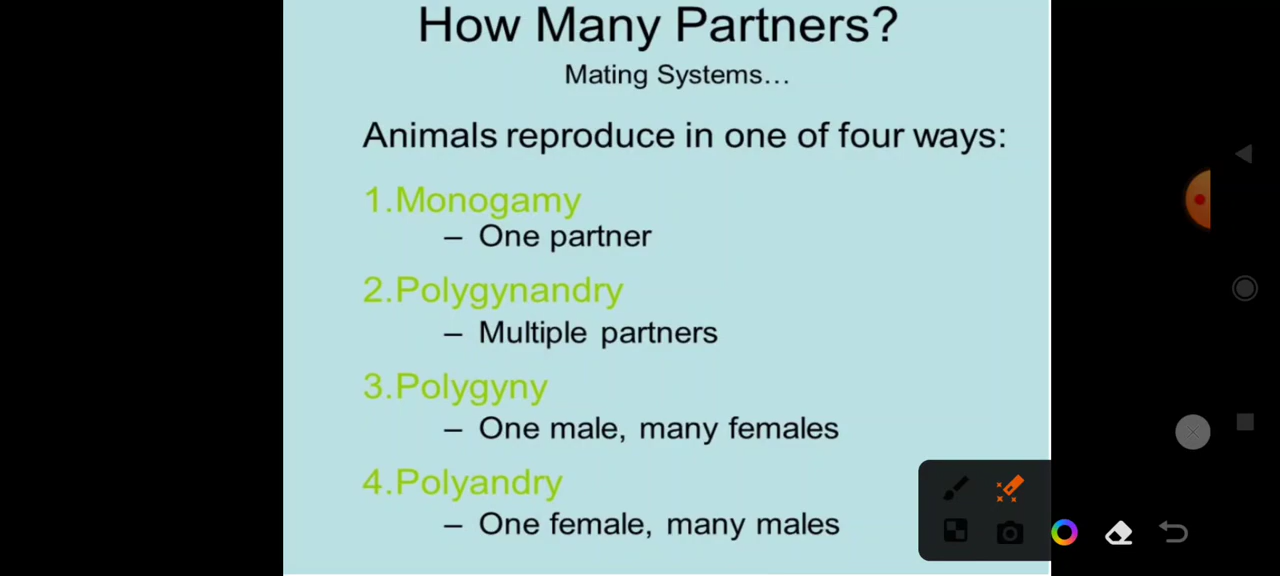 How Many Partners?
Mating Systems...
Animals reproduce in one of four ways:
1.Monogamy
– One partner
2.Polygynandry
– Multiple partners
3.Polygyny
– One male, many females
4.Polyandry
– One female, many males